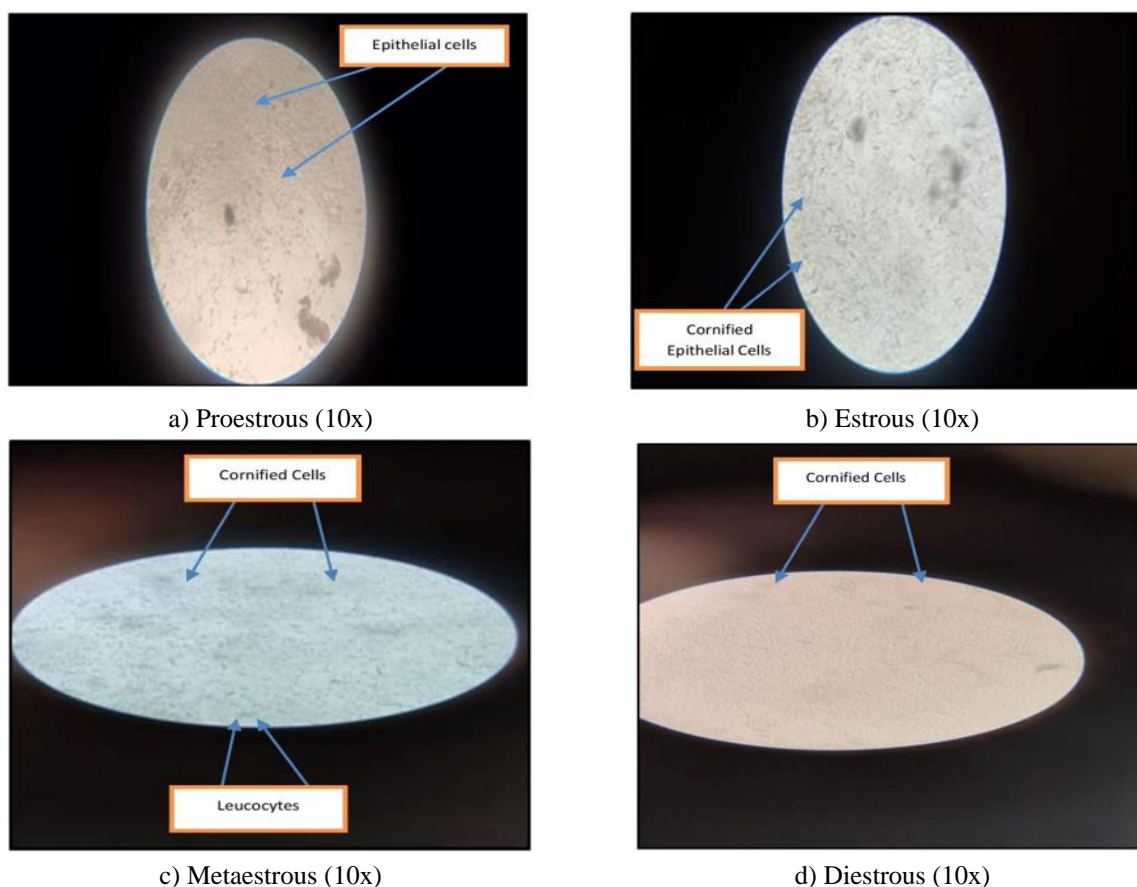 Epithelial cells
Cornified
Epithelial Cells
a) Proestrous (10x)
b) Estrous (10x)
Cornified Cells
Leucocytes
Cornified Cells
c) Metaestrous (10x)
d) Diestrous (10x)